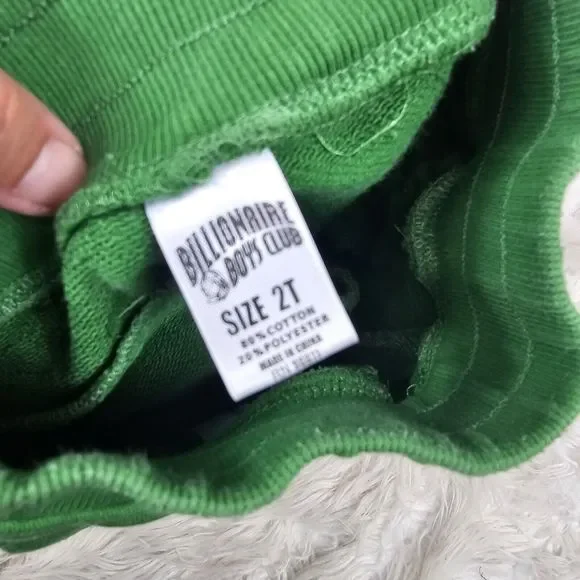 BILLIONAIRE
BOYS CLUB
SIZE 2T
80% COTTON
20% POLYESTER
MADE IN CHINA